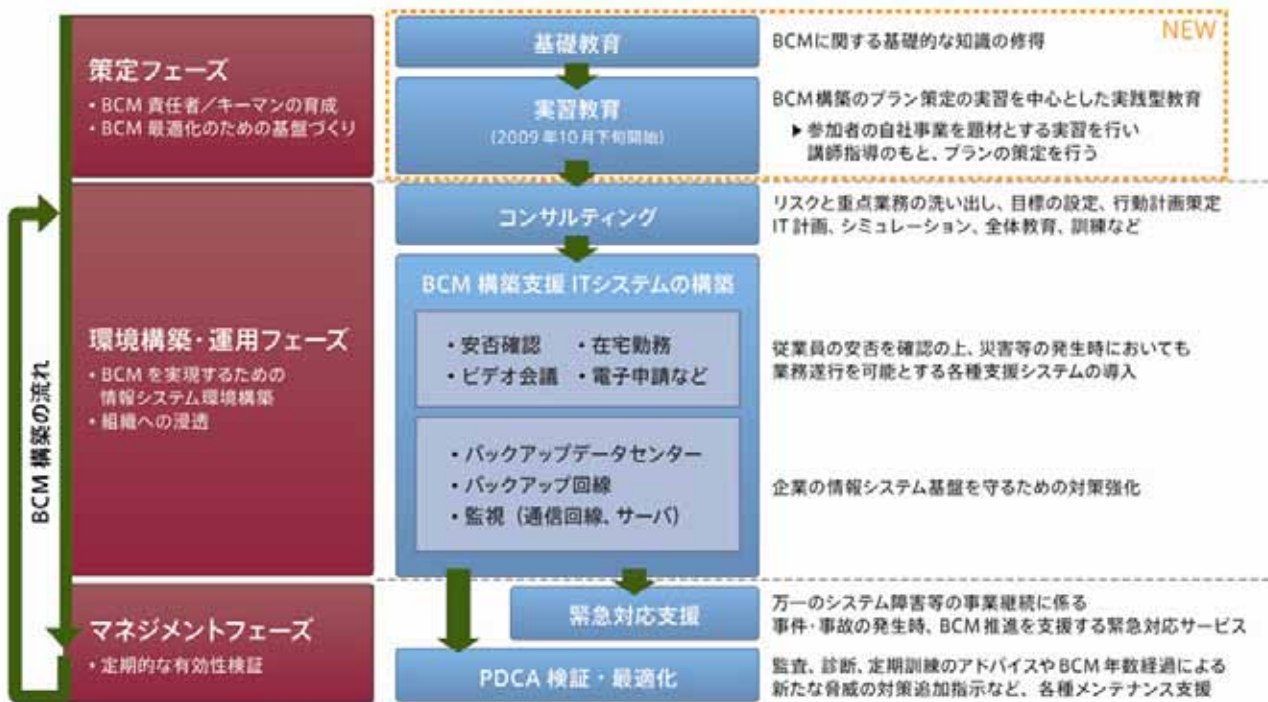 NEW
基礎教育
BCMに関する基礎的な知識の修得
策定フェーズ
・BCM 責任者／キーマンの育成
・BCM 最適化のための基盤づくり
実習教育
(2009年10月下旬開始)
BCM 構築のプラン策定の実習を中心とした実践型教育
▶ 参加者の自社事業を題材とする実習を行い
講師指導のもと、プランの策定を行う
BCM 構築の流れ
環境構築・運用フェーズ
・BCM を実現するための
情報システム環境構築
・組織への浸透
コンサルティング
リスクと重点業務の洗い出し、目標の設定、行動計画策定
IT 計画、シミュレーション、全体教育、訓練など
BCM 構築支援 ITシステムの構築
・安否確認 ・在宅勤務
・ビデオ会議 ・電子申請など
従業員の安否を確認の上、災害等の発生時においても
業務遂行を可能とする各種支援システムの導入
・バックアップデータセンター
・バックアップ回線
・監視（通信回線、サーバ）
企業の情報システム基盤を守るための対策強化
マネジメントフェーズ
・定期的な有効性検証
緊急対応支援
万一のシステム障害等の事業継続に係る
事件・事故の発生時、BCM 推進を支援する緊急対応サービス
PDCA 検証・最適化
監査、診断、定期訓練のアドバイスや BCM 年数経過による
新たな脅威の対策追加指示など、各種メンテナンス支援